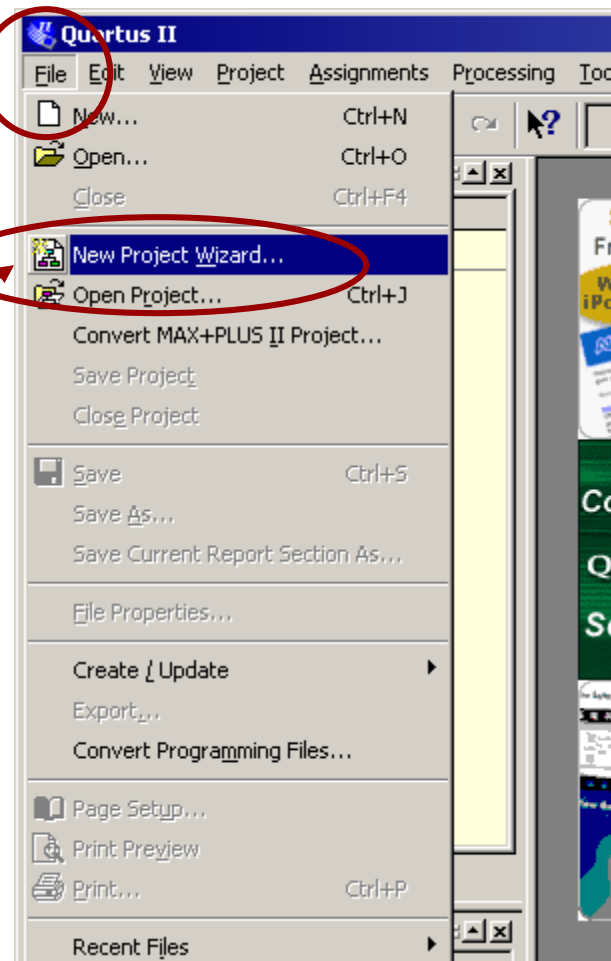 Quartus II
File Edit View Project Assignments Processing
New... Ctrl+N
Open... Ctrl+O
Close Ctrl+F4
New Project Wizard...
Open Project... Ctrl+J
Convert MAX+PLUS II Project...
Save Project
Close Project
Save Ctrl+S
Save As...
Save Current Report Section As...
File Properties...
Create / Update
Export...
Convert Programming Files...
Page Setup...
Print Preview
Print... Ctrl+P
Recent Files